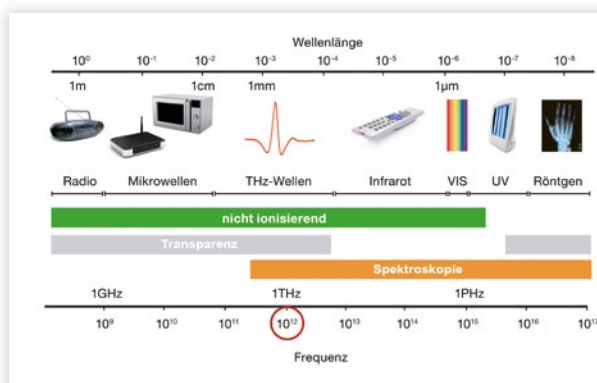 Wellenlänge
10⁰ 10⁻¹ 10⁻² 10⁻³ 10⁻⁴ 10⁻⁵ 10⁻⁶ 10⁻⁷ 10⁻⁸
1m 1cm 1mm 1µm
Radio Mikrowellen THz-Wellen Infrarot VIS UV Röntgen
nicht ionisierend
Transparenz
Spektroskopie
1GHz 1THz 1PHz
10⁹ 10¹⁰ 10¹¹ 10¹² 10¹³ 10¹⁴ 10¹⁵ 10¹⁶ 10¹⁷
Frequenz